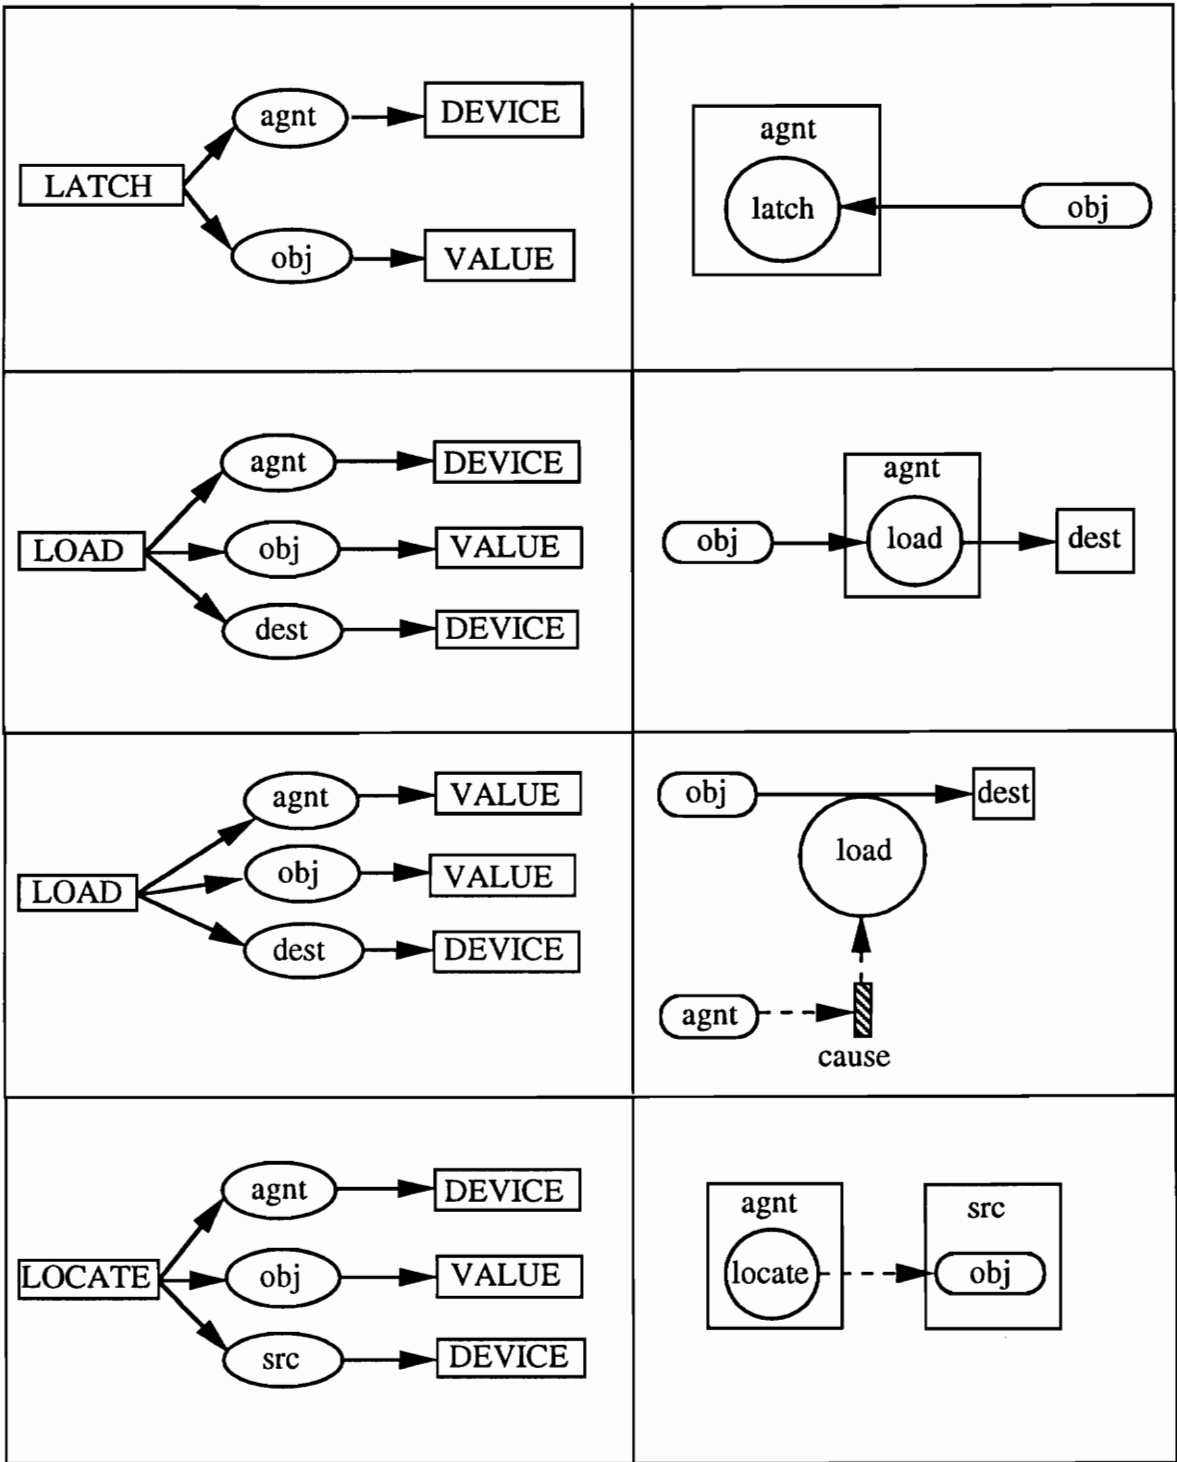 agnt
DEVICE
LATCH
obj
VALUE
agnt
latch
obj
agnt
DEVICE
LOAD
obj
VALUE
dest
DEVICE
obj
agnt
load
dest
agnt
VALUE
LOAD
obj
VALUE
dest
DEVICE
obj
dest
load
agnt
cause
agnt
DEVICE
LOCATE
obj
VALUE
src
DEVICE
agnt
locate
src
obj